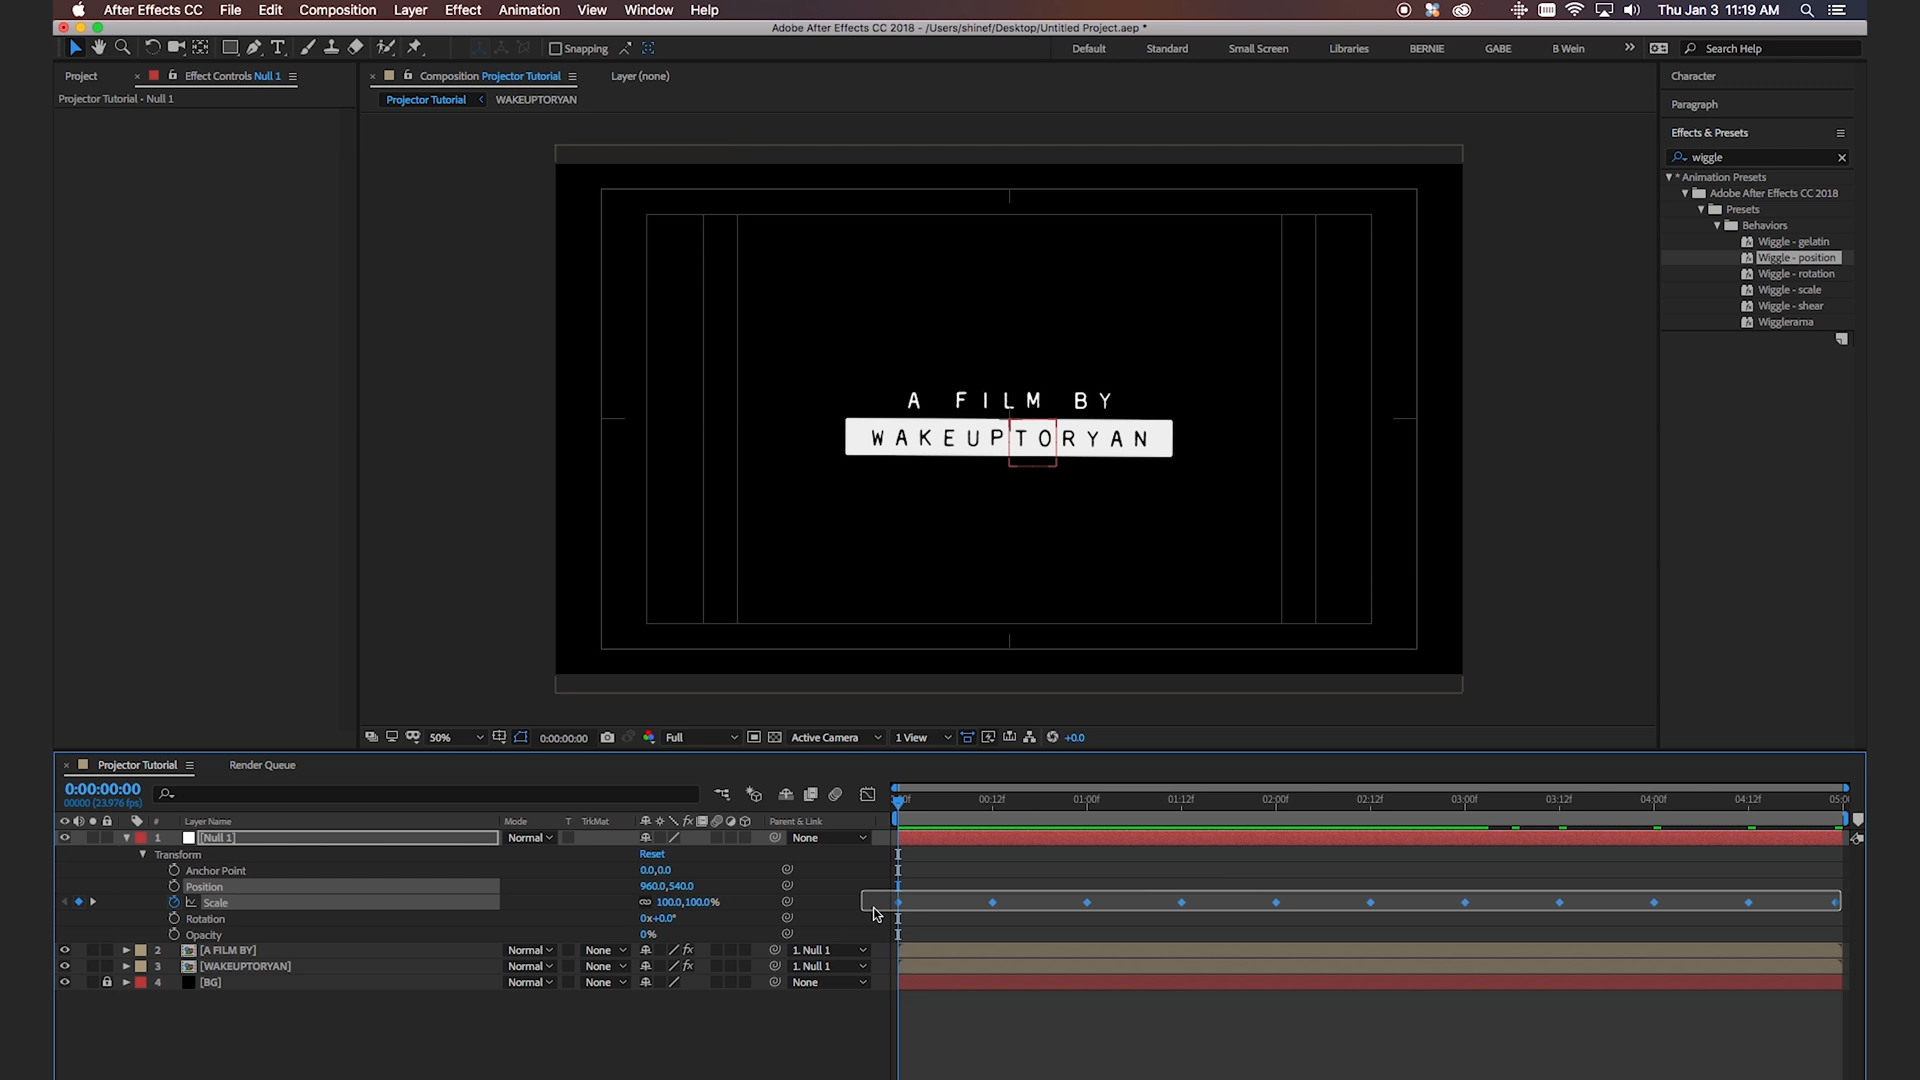 After Effects CC File Edit Composition Layer Effect Animation View Window Help Thu Jan 3 11:19 AM
Adobe After Effects CC 2018 - /Users/shinef/Desktop/Untitled Project.aep *
Snapping Default Standard Small Screen Libraries BERNIE GABE B Wein Search Help
Project Effect Controls Null 1 Composition Projector Tutorial Layer (none) Character
Projector Tutorial - Null 1 Projector Tutorial WAKEUPTORYAN
Paragraph
Effects & Presets
wiggle
* Animation Presets
Adobe After Effects CC 2018
Presets
Behaviors
Wiggle - gelatin
Wiggle - position
Wiggle - rotation
Wiggle - scale
Wiggle - shear
Wigglerama
A FILM BY
WAKEUPTORYAN
50% 0:00:00:00 Full Active Camera 1 View +0.0
Projector Tutorial Render Queue
0:00:00:00
00000 (23.976 fps)
00:12f 01:00f 01:12f 02:00f 02:12f 03:00f 03:12f 04:00f 04:12f
# Layer Name Mode T TrkMat Parent & Link
1 [Null 1] Normal None
Transform Reset
Anchor Point 0.0,0.0
Position 960.0,540.0
Scale 100.0,100.0%
Rotation 0x+0.0°
Opacity 0%
2 [A FILM BY] Normal None fx 1. Null 1
3 [WAKEUPTORYAN] Normal None fx 1. Null 1
4 [BG] Normal None None